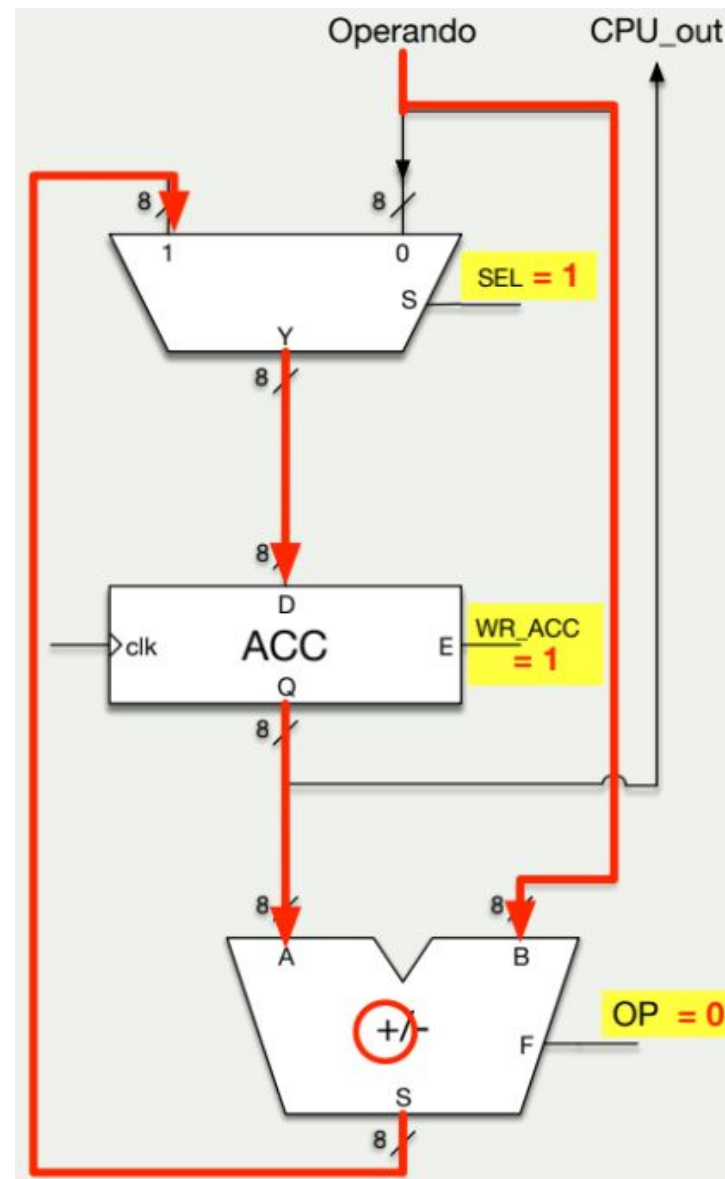 Operando CPU_out
8 8
1 0
SEL = 1
S
Y
8
8
D
WR_ACC
clk ACC E
= 1
Q
8
8 8
A B
OP = 0
+/-
F
S
8